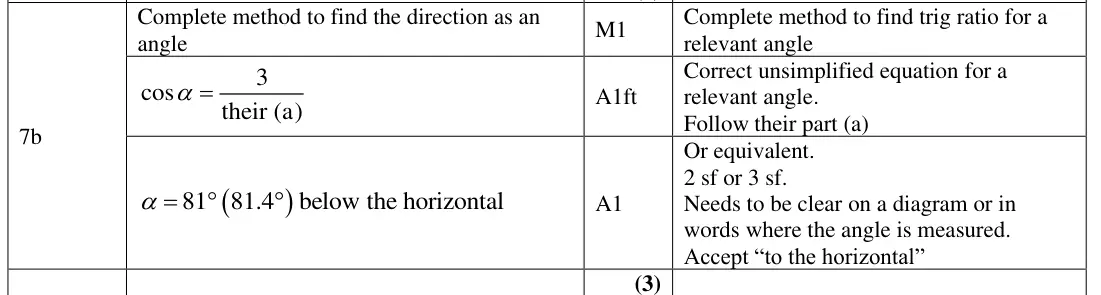 7b
Complete method to find the direction as an
angle
M1
Complete method to find trig ratio for a
relevant angle
cos α = 3 / their (a)
A1ft
Correct unsimplified equation for a
relevant angle.
Follow their part (a)
α = 81° (81.4°) below the horizontal
A1
Or equivalent.
2 sf or 3 sf.
Needs to be clear on a diagram or in
words where the angle is measured.
Accept “to the horizontal”
(3)